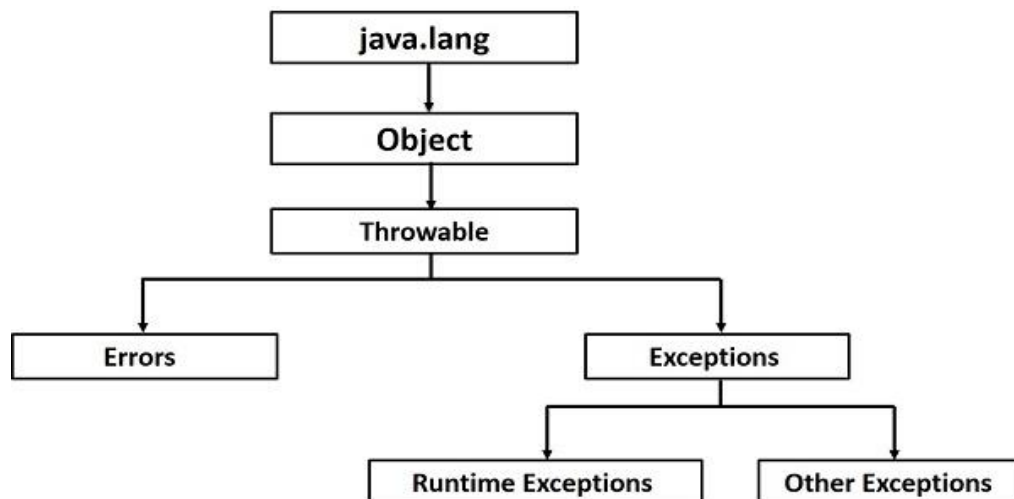 java.lang
Object
Throwable
Errors
Exceptions
Runtime Exceptions
Other Exceptions